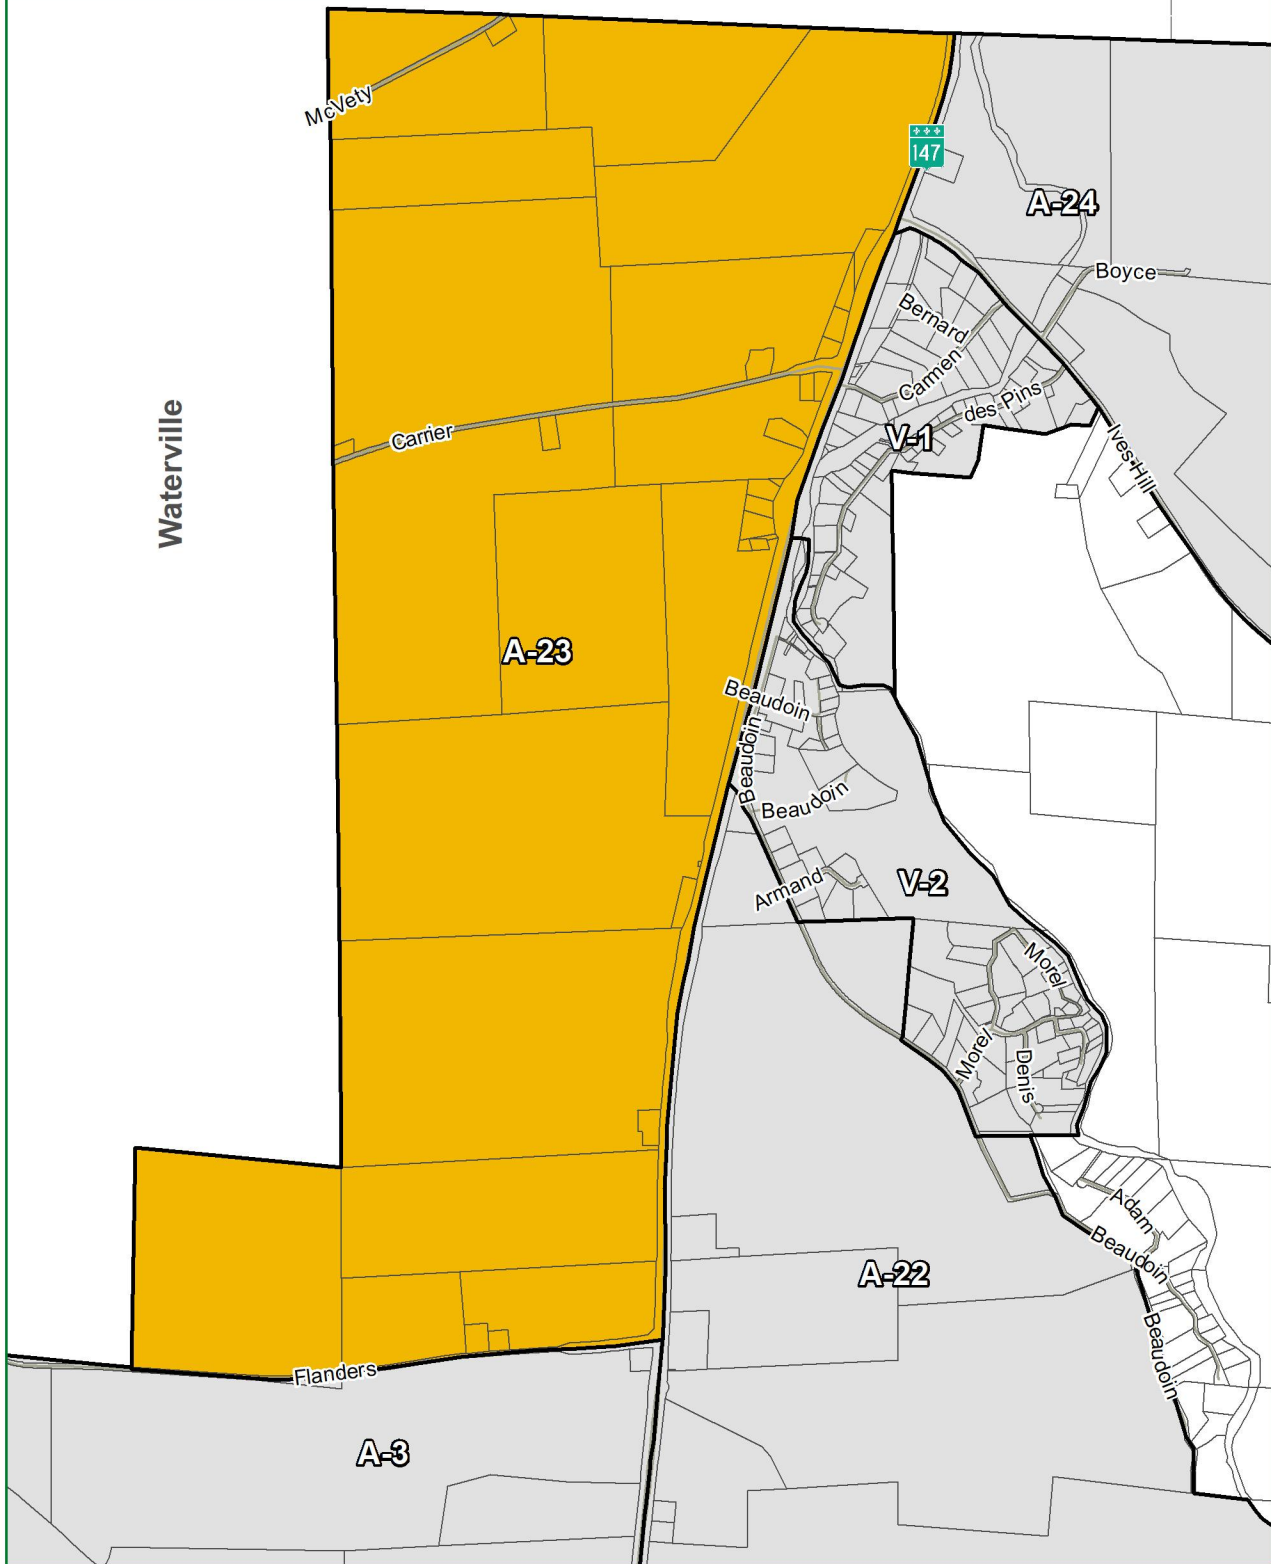 McVety
147
A-24
Boyce
Bernard
Carmen
des Pins
Carrier
V-1
Ives-Hill
Waterville
A-23
Beaudoin
Beaudoin
Beaudoin
Armand
V-2
Morel
Morel
Denis
Adam
Beaudoin
A-22
Beaudoin
Flanders
A-3